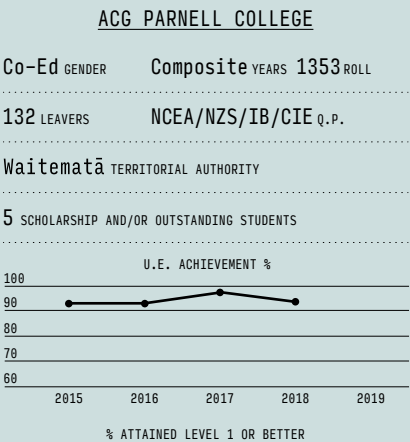 ACG PARNELL COLLEGE
Co-Ed GENDER Composite YEARS 1353 ROLL
132 LEAVERS NCEA/NZS/IB/CIE Q.P.
Waitematā TERRITORIAL AUTHORITY
5 SCHOLARSHIP AND/OR OUTSTANDING STUDENTS
U.E. ACHIEVEMENT %
100
90
80
70
60
2015 2016 2017 2018 2019
% ATTAINED LEVEL 1 OR BETTER